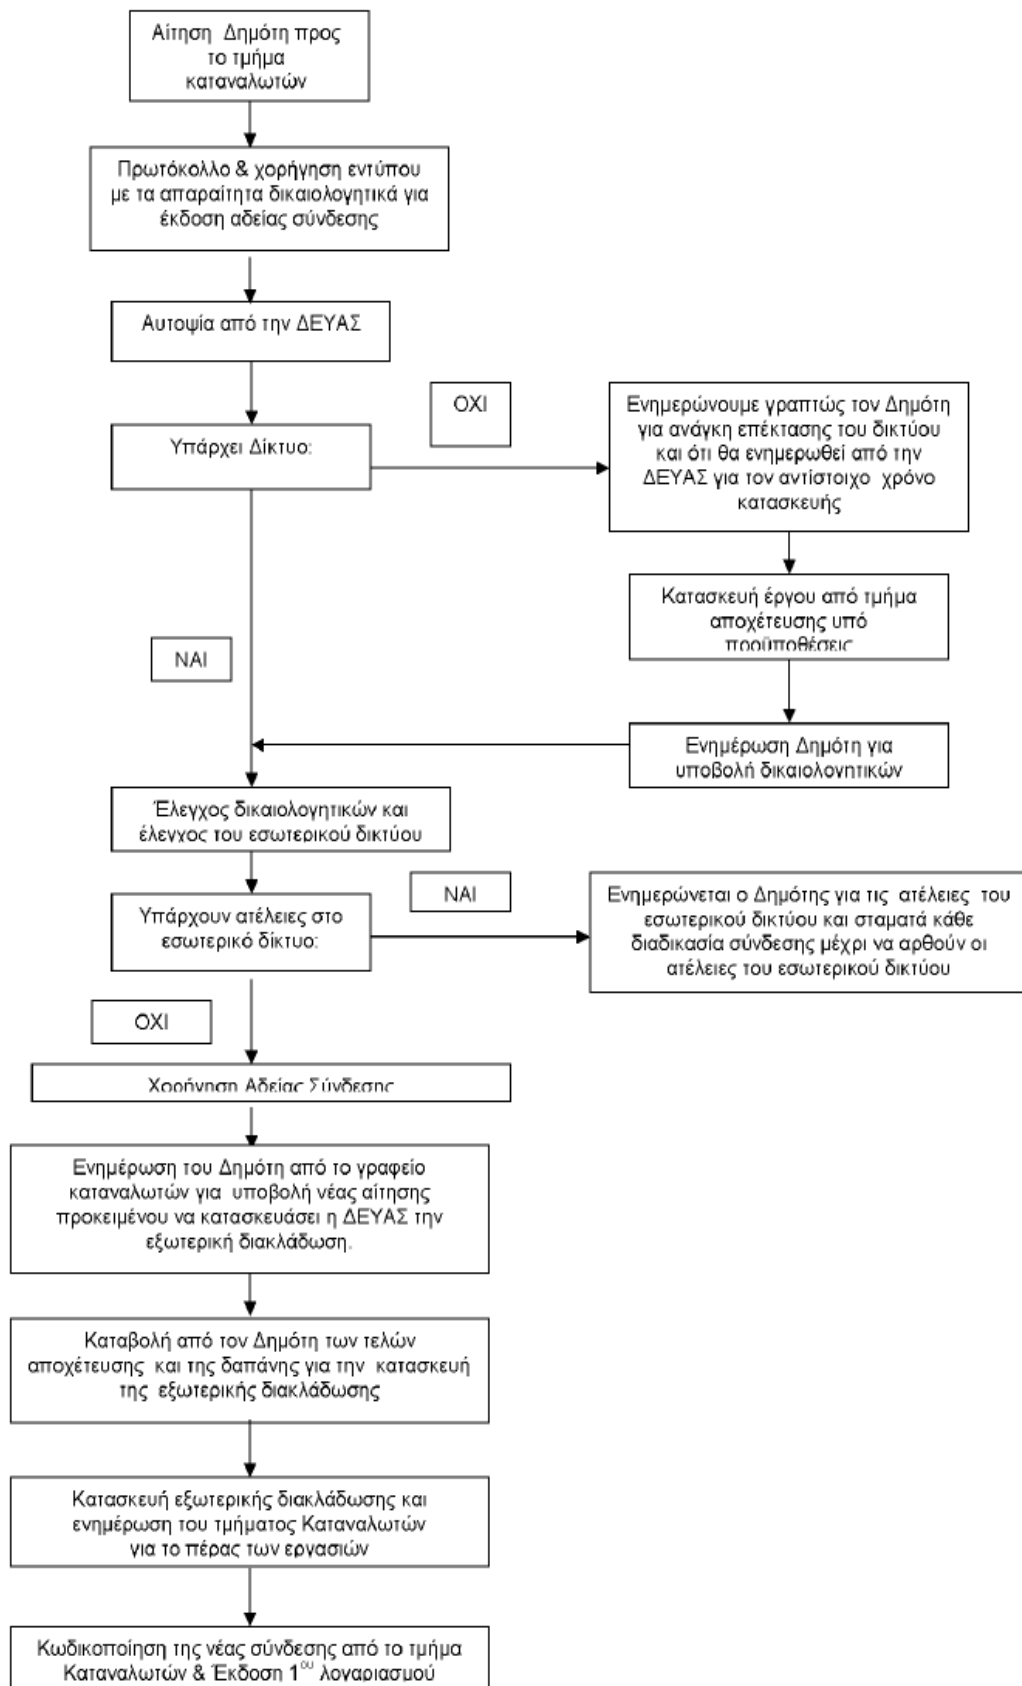 Αίτηση Δημότη προς
το τμήμα
καταναλωτών
Πρωτόκολλο & χορήγηση εντύπου
με τα απαραίτητα δικαιολογητικά για
έκδοση αδείας σύνδεσης
Αυτοψία από την ΔΕΥΑΣ
Υπάρχει Δίκτυο:
ΟΧΙ
Ενημερώνουμε γραπτώς τον Δημότη
για ανάγκη επέκτασης του δικτύου
και ότι θα ενημερωθεί από την
ΔΕΥΑΣ για τον αντίστοιχο χρόνο
κατασκευής
Κατασκευή έργου από τμήμα
αποχέτευσης υπό
προϋποθέσεις
ΝΑΙ
Ενημέρωση Δημότη για
υποβολή δικαιολογητικών
Έλεγχος δικαιολογητικών και
έλεγχος του εσωτερικού δικτύου
Υπάρχουν ατέλειες στο
εσωτερικό δίκτυο:
ΝΑΙ
Ενημερώνεται ο Δημότης για τις ατέλειες του
εσωτερικού δικτύου και σταματά κάθε
διαδικασία σύνδεσης μέχρι να αρθούν οι
ατέλειες του εσωτερικού δικτύου
ΟΧΙ
Χορήγηση Αδείας Σύνδεσης
Ενημέρωση του Δημότη από το γραφείο
καταναλωτών για υποβολή νέας αίτησης
προκειμένου να κατασκευάσει η ΔΕΥΑΣ την
εξωτερική διακλάδωση.
Καταβολή από τον Δημότη των τελών
αποχέτευσης και της δαπάνης για την κατασκευή
της εξωτερικής διακλάδωσης
Κατασκευή εξωτερικής διακλάδωσης και
ενημέρωση του τμήματος Καταναλωτών
για το πέρας των εργασιών
Κωδικοποίηση της νέας σύνδεσης από το τμήμα
Καταναλωτών & Έκδοση 1ου λογαριασμού